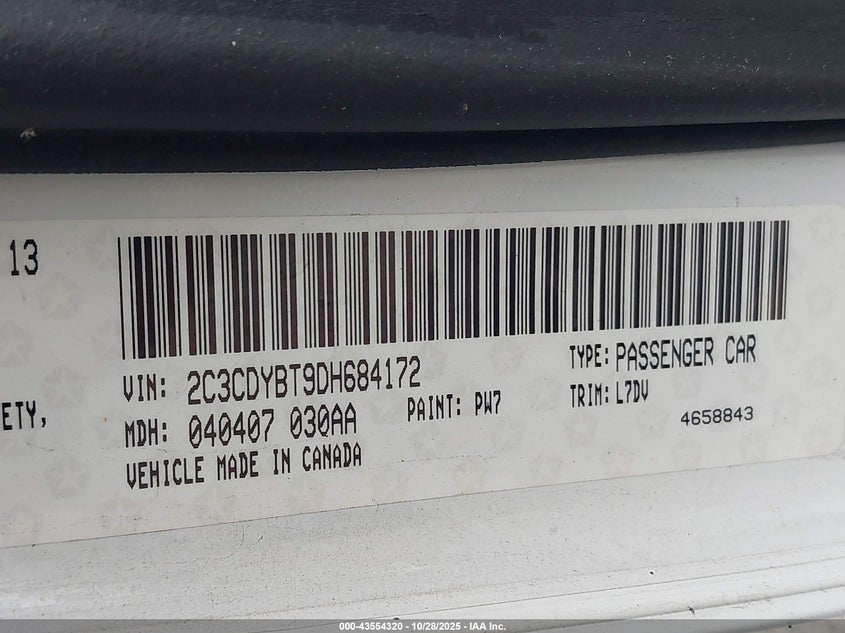 13
VIN: 2C3CDYBT9DH684172
TYPE: PASSENGER CAR
ETY,
MDH: 040407 030AA
PAINT: PW7
TRIM: L7DV
4658843
VEHICLE MADE IN CANADA
000-43554320 - 10/28/2025 - IAA Inc.